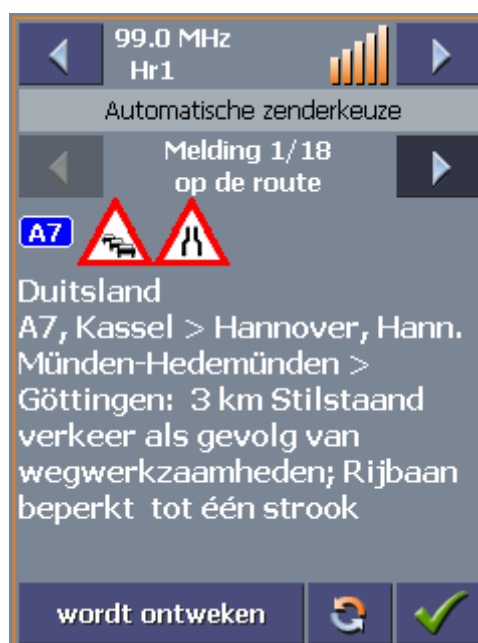 99.0 MHz
Hr1
Automatische zenderkeuze
Melding 1/18
op de route
A7
Duitsland
A7, Kassel > Hannover, Hann.
Münden-Hedemünden >
Göttingen:  3 km Stilstaand
verkeer als gevolg van
wegwerkzaamheden; Rijbaan
beperkt  tot één strook
wordt ontweken